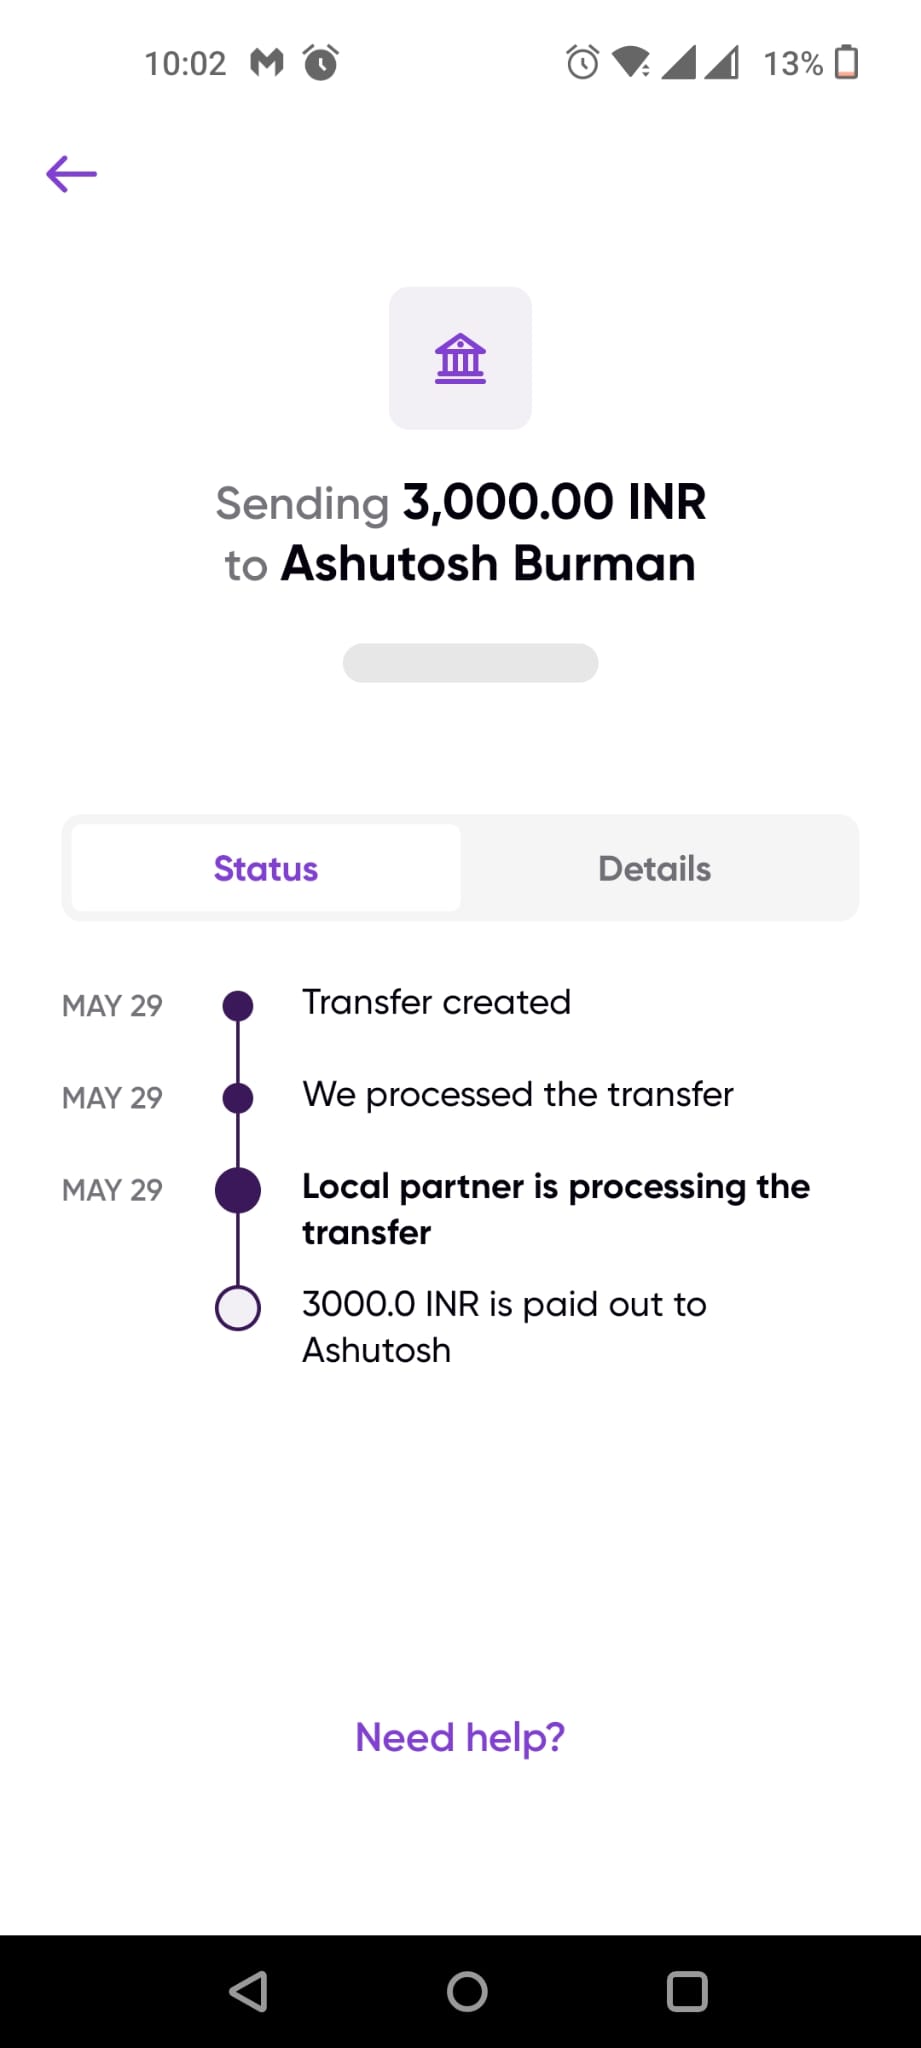 10:02
13%
Sending 3,000.00 INR
to Ashutosh Burman
Status
Details
MAY 29
Transfer created
MAY 29
We processed the transfer
MAY 29
Local partner is processing the
transfer
3000.0 INR is paid out to
Ashutosh
Need help?